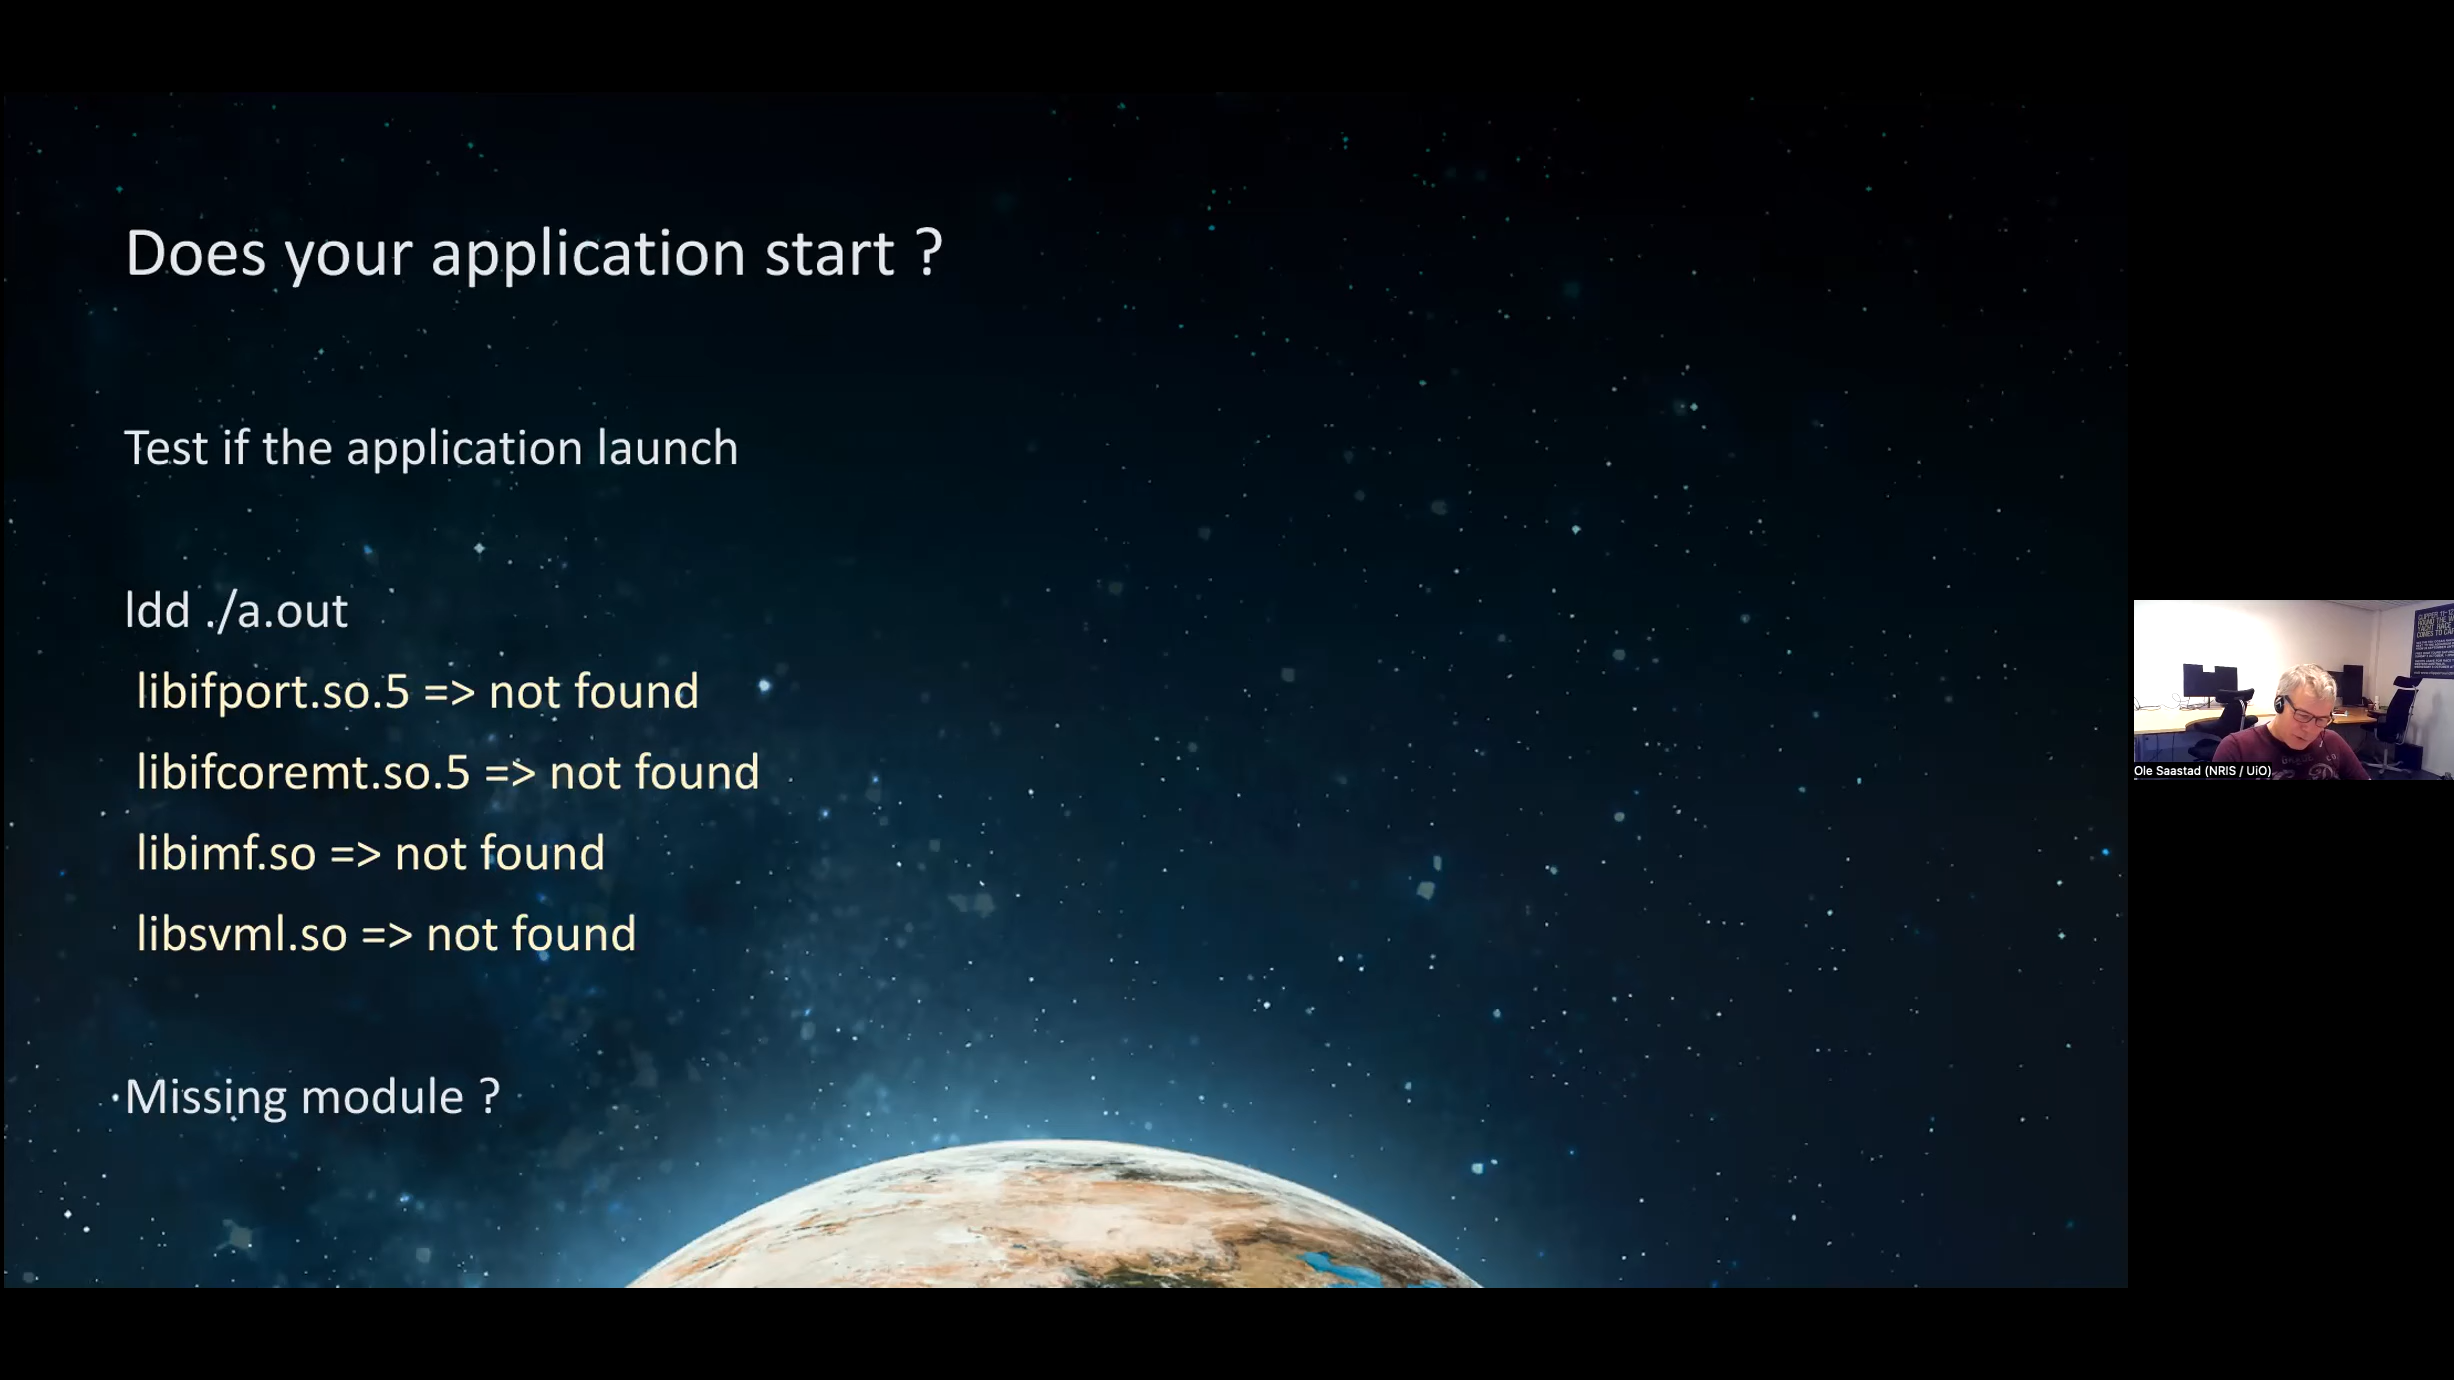 Does your application start ?
Test if the application launch
ldd ./a.out
libifport.so.5 => not found
libifcoremt.so.5 => not found
libimf.so => not found
libsvml.so => not found
Missing module ?
Ole Saastad (NRIS / UiO)